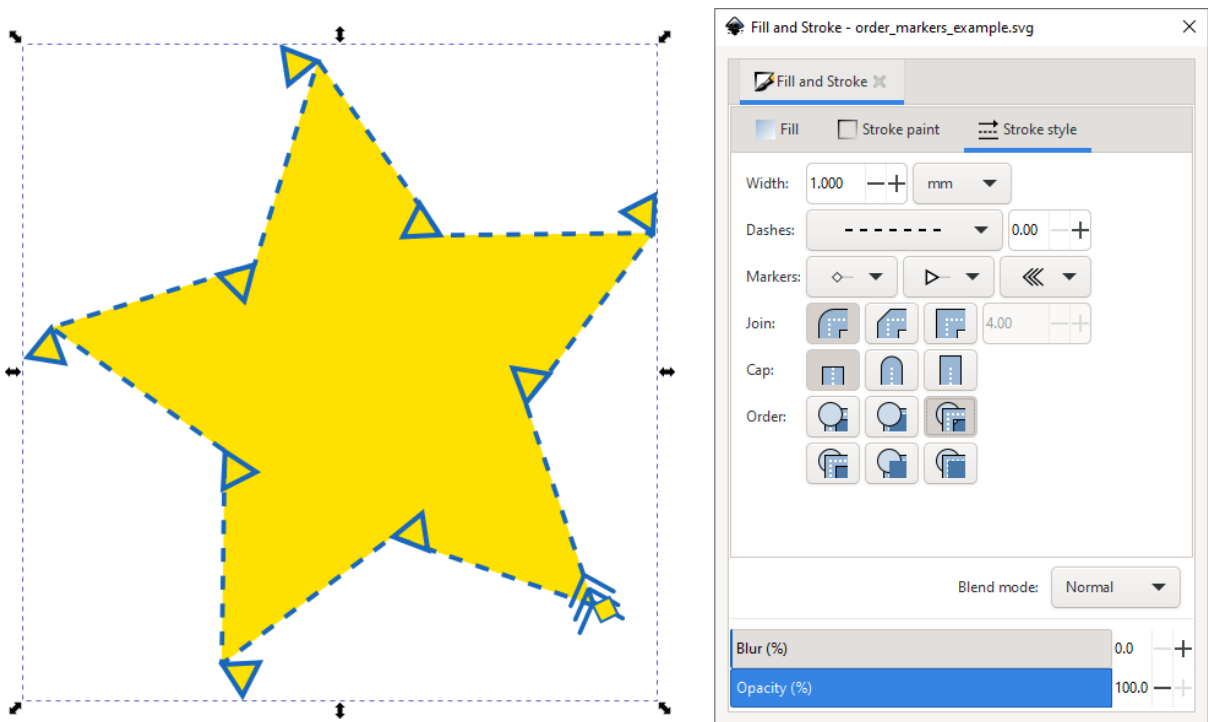 Fill and Stroke - order_markers_example.svg
Fill and Stroke
Fill Stroke paint Stroke style
Width: 1.000 mm
Dashes: 0.00
Markers:
Join: 4.00
Cap:
Order:
Blend mode: Normal
Blur (%) 0.0
Opacity (%) 100.0